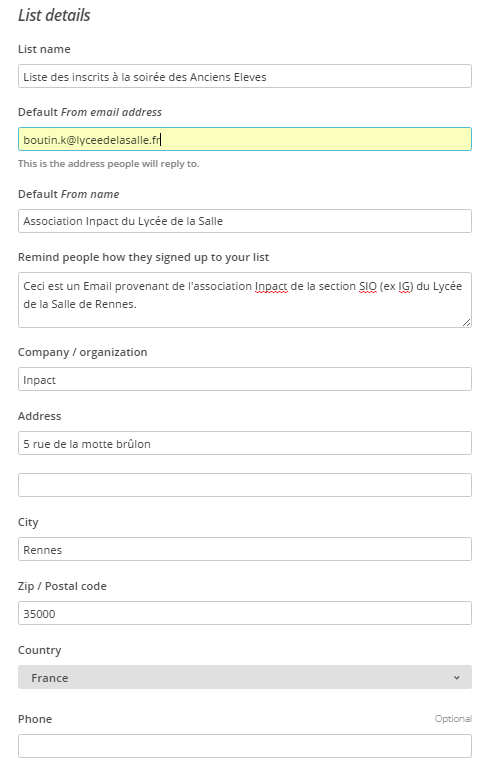 List details
List name
Liste des inscrits à la soirée des Anciens Eleves
Default From email address
boutin.k@lyceedelasalle.fr
This is the address people will reply to.
Default From name
Association Inpact du Lycée de la Salle
Remind people how they signed up to your list
Ceci est un Email provenant de l'association Inpact de la section SIO (ex IG) du Lycée
de la Salle de Rennes.
Company / organization
Inpact
Address
5 rue de la motte brûlon
City
Rennes
Zip / Postal code
35000
Country
France
Phone Optional